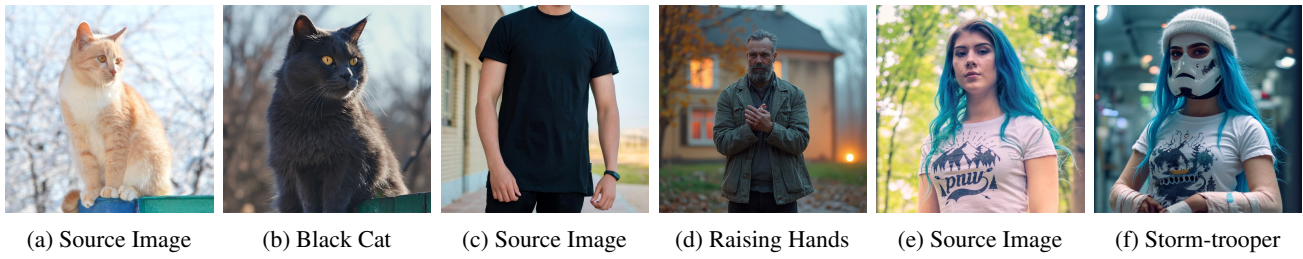 (a) Source Image
(b) Black Cat
(c) Source Image
(d) Raising Hands
(e) Source Image
(f) Storm-trooper